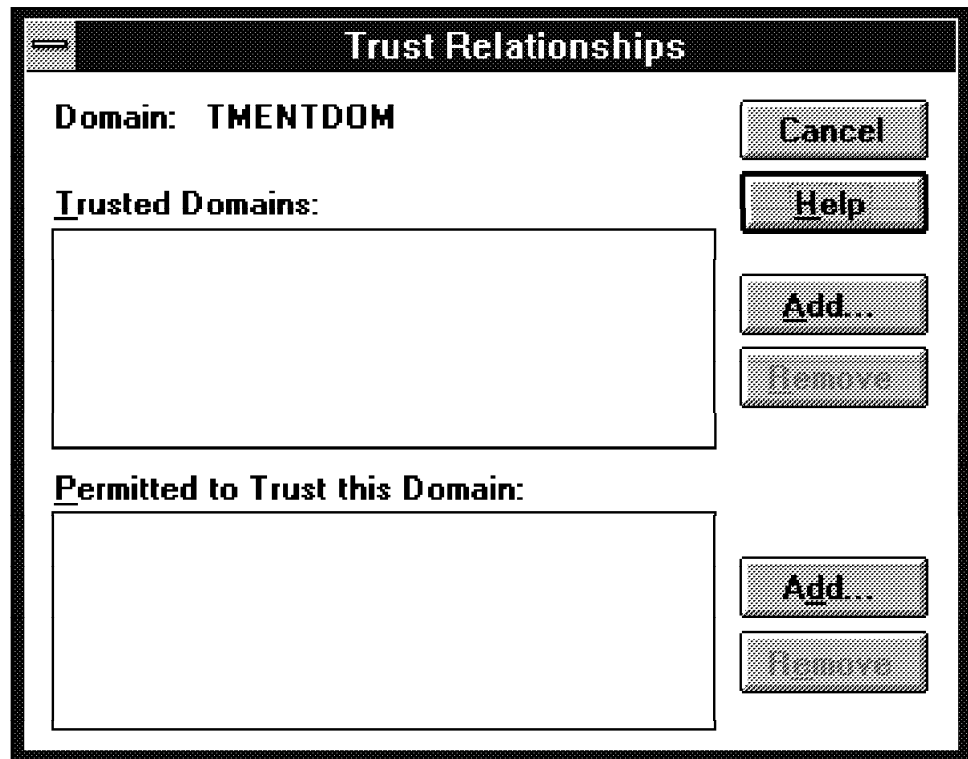 Trust Relationships
Domain: TMENTDOM
Cancel
Trusted Domains:
Help
Add...
Remove
Permitted to Trust this Domain:
Add...
Remove